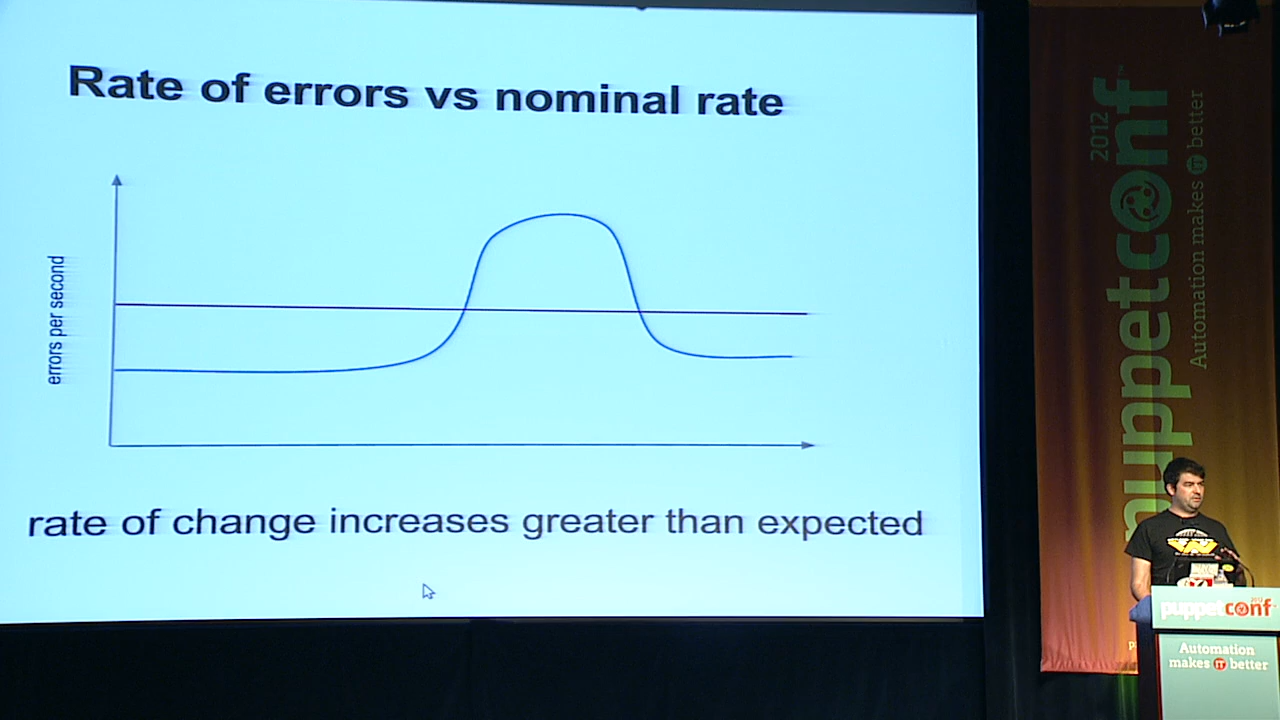 Rate of errors vs nominal rate
errors per second
rate of change increases greater than expected
puppetconf 2012
Automation makes IT better
puppetconf
Automation
makes IT better